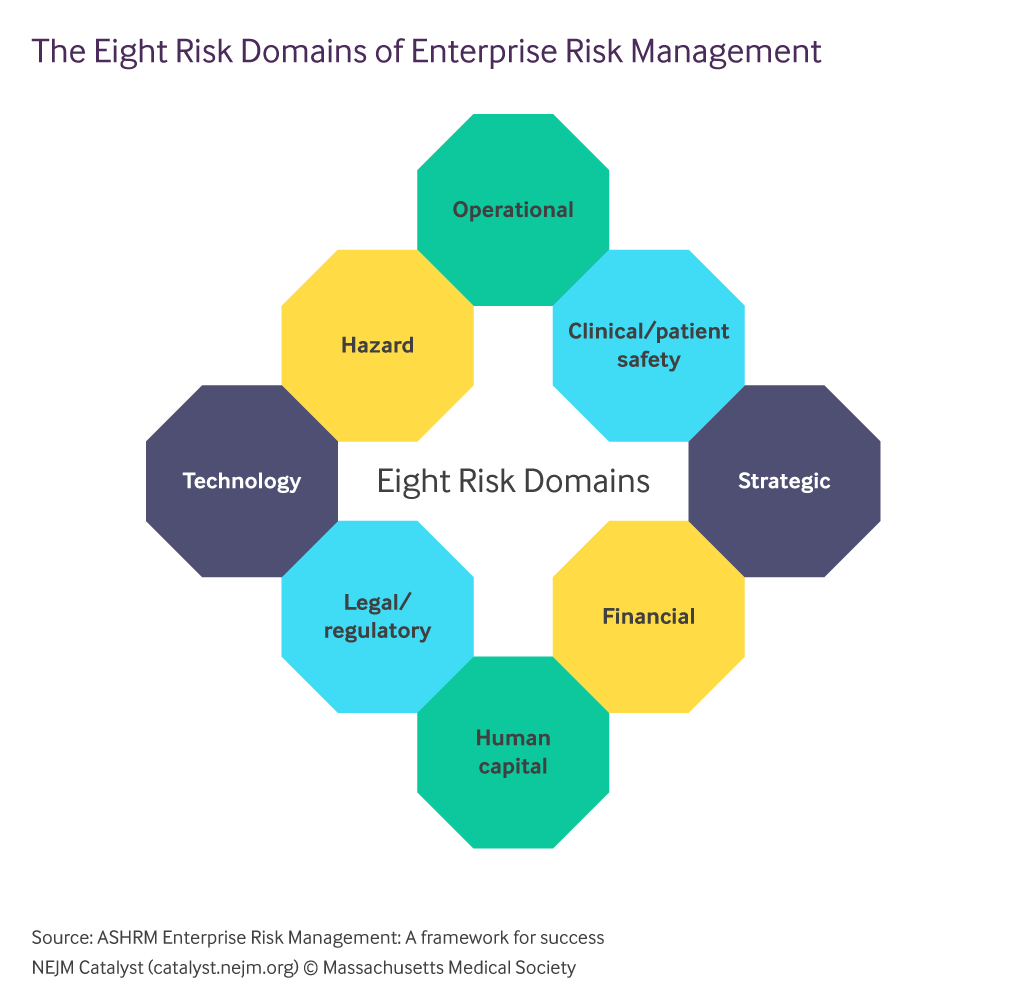 The Eight Risk Domains of Enterprise Risk Management
Operational
Hazard
Clinical/patient
safety
Technology
Eight Risk Domains
Strategic
Legal/
regulatory
Financial
Human
capital
Source: ASHRM Enterprise Risk Management: A framework for success
NEJM Catalyst (catalyst.nejm.org) © Massachusetts Medical Society